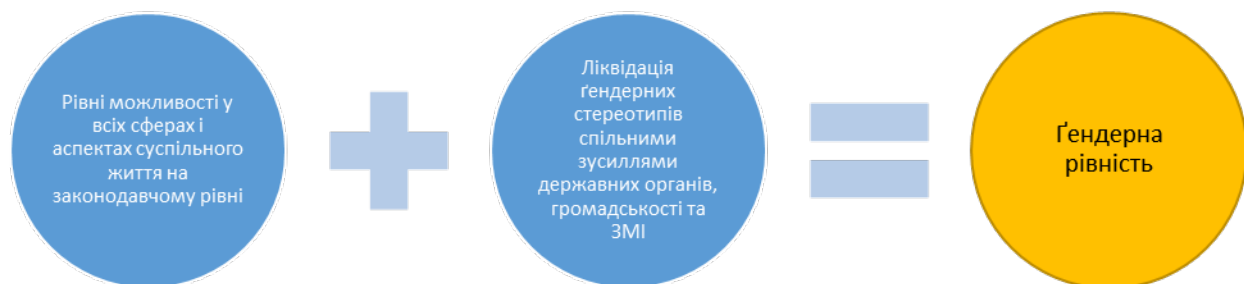 Рівні можливості у
всіх сферах і
аспектах суспільного
життя на
законодавчому рівні
Ліквідація
ґендерних
стереотипів
спільними
зусиллями
державних органів,
громадськості та
ЗМІ
Ґендерна
рівність